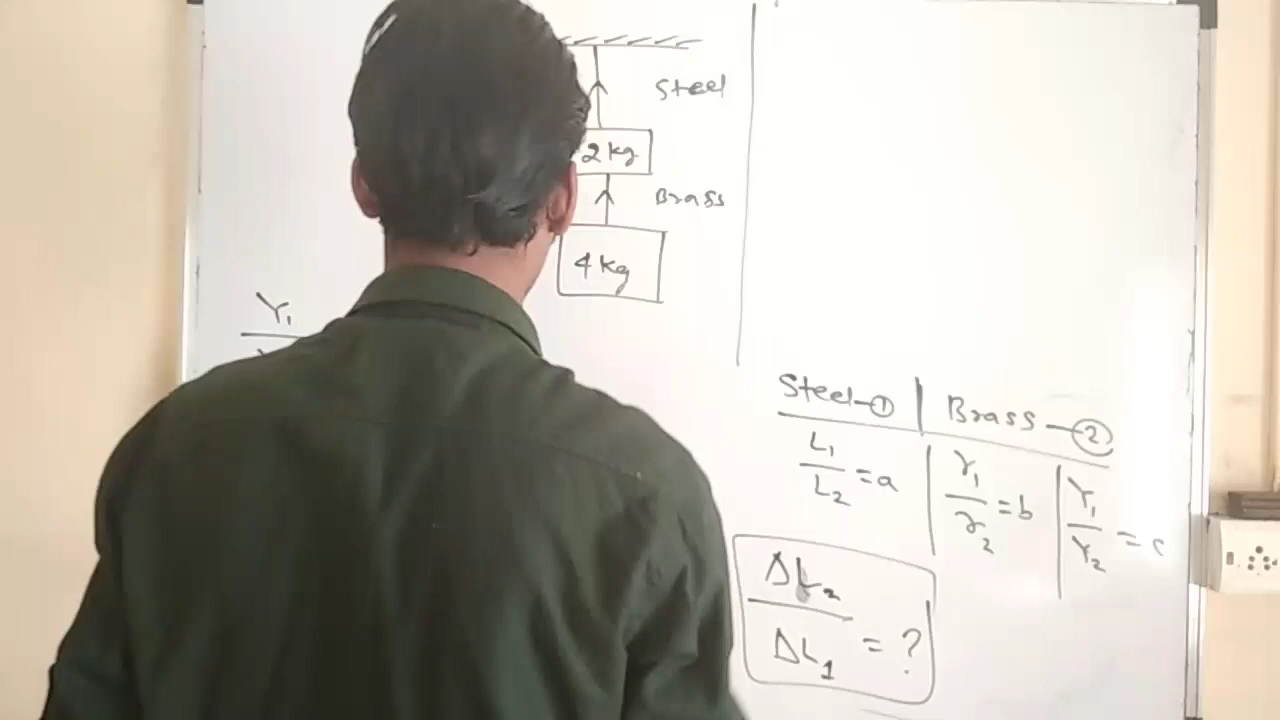 Steel
2 kg
Brass
4 kg
Y₁
Steel-① | Brass-②
L₁/L₂ = a | r₁/r₂ = b | Y₁/Y₂ = c
ΔL₂/ΔL₁ = ?